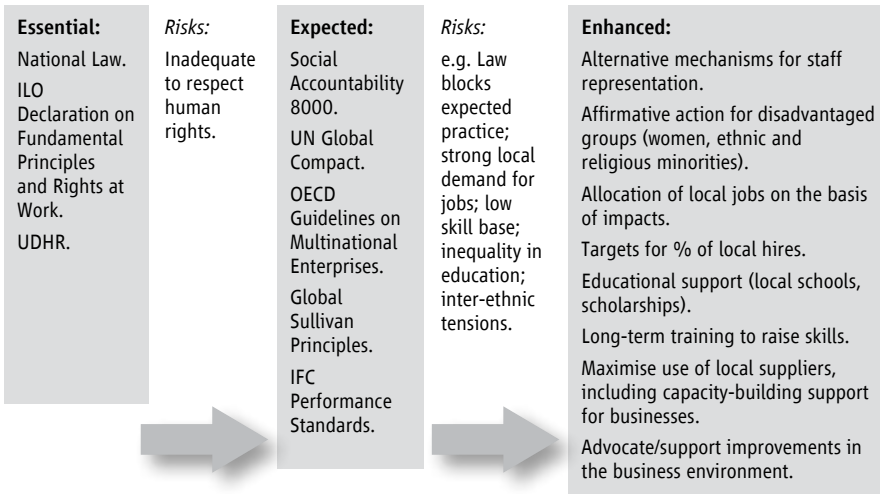 Essential:
National Law.
ILO
Declaration on
Fundamental
Principles
and Rights at
Work.
UDHR.
Risks:
Inadequate
to respect
human
rights.
Expected:
Social
Accountability
8000.
UN Global
Compact.
OECD
Guidelines on
Multinational
Enterprises.
Global
Sullivan
Principles.
IFC
Performance
Standards.
Risks:
e.g. Law
blocks
expected
practice;
strong local
demand for
jobs; low
skill base;
inequality in
education;
inter-ethnic
tensions.
Enhanced:
Alternative mechanisms for staff
representation.
Affirmative action for disadvantaged
groups (women, ethnic and
religious minorities).
Allocation of local jobs on the basis
of impacts.
Targets for % of local hires.
Educational support (local schools,
scholarships).
Long-term training to raise skills.
Maximise use of local suppliers,
including capacity-building support
for businesses.
Advocate/support improvements in
the business environment.